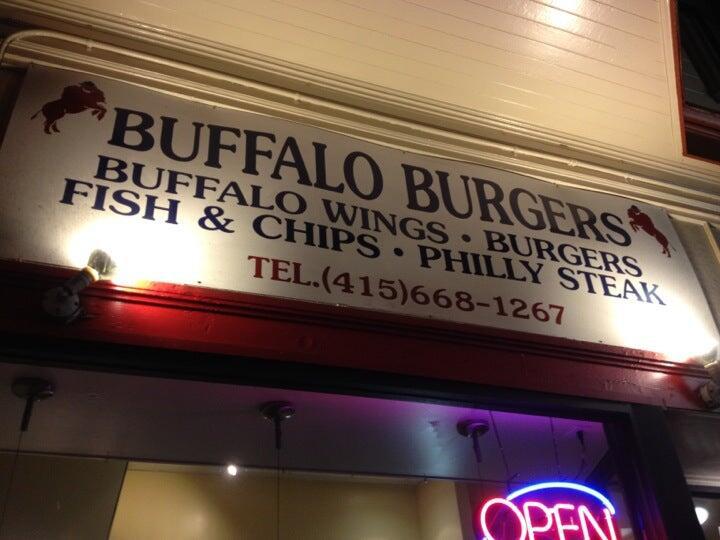 BUFFALO BURGERS
BUFFALO WINGS • BURGERS
FISH & CHIPS • PHILLY STEAK
TEL.(415)668-1267
OPEN